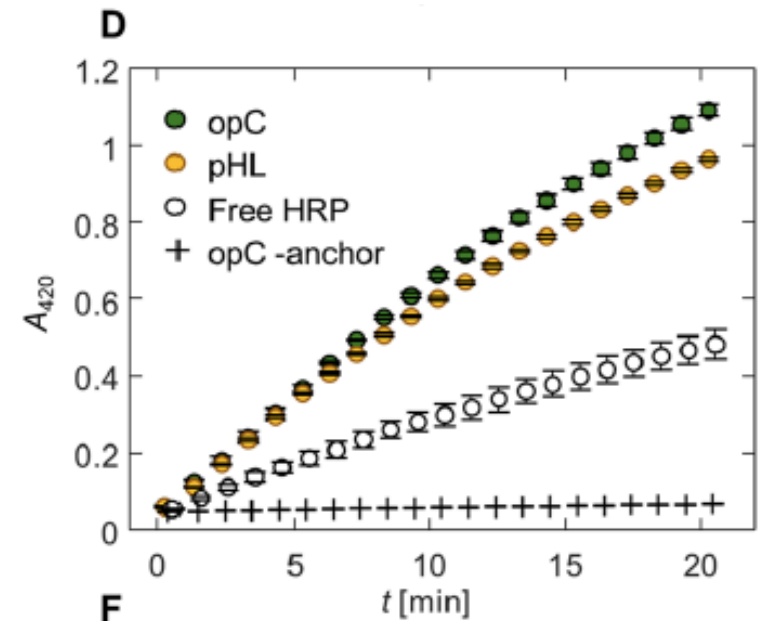 D
1.2
1
0.8
0.6
0.4
0.2
0
A420
opC
pHL
Free HRP
opC -anchor
0 5 10 15 20
t [min]
F